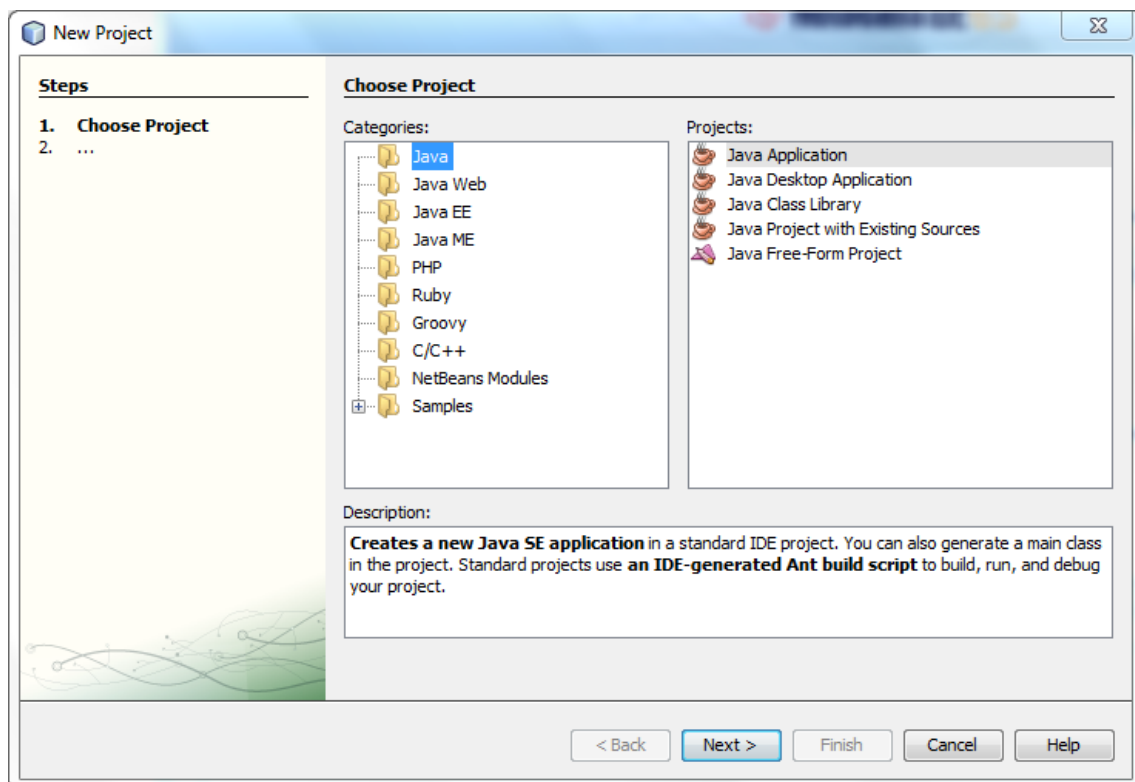 New Project
Steps
1. Choose Project
2. ...
Choose Project
Categories:
Java
Java Web
Java EE
Java ME
PHP
Ruby
Groovy
C/C++
NetBeans Modules
Samples
Projects:
Java Application
Java Desktop Application
Java Class Library
Java Project with Existing Sources
Java Free-Form Project
Description:
Creates a new Java SE application in a standard IDE project. You can also generate a main class
in the project. Standard projects use an IDE-generated Ant build script to build, run, and debug
your project.
< Back
Next >
Finish
Cancel
Help